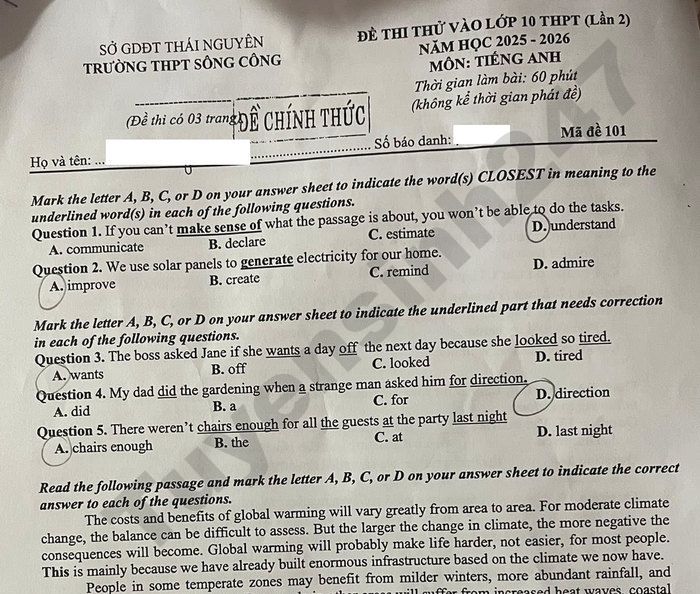 SỞ GDĐT THÁI NGUYÊN
TRƯỜNG THPT SÔNG CÔNG
(Đề thi có 03 trang)
ĐỀ CHÍNH THỨC
ĐỀ THI THỬ VÀO LỚP 10 THPT (Lần 2)
NĂM HỌC 2025 - 2026
MÔN: TIẾNG ANH
Thời gian làm bài: 60 phút
(không kể thời gian phát đề)
Họ và tên: ...
Số báo danh: .
Mã đề 101
Mark the letter A, B, C, or D on your answer sheet to indicate the word(s) CLOSEST in meaning to the
underlined word(s) in each of the following questions.
Question 1. If you can't make sense of what the passage is about, you won't be able to do the tasks.
A. communicate B. declare C. estimate D. understand
Question 2. We use solar panels to generate electricity for our home.
A. improve B. create C. remind D. admire
Mark the letter A, B, C, or D on your answer sheet to indicate the underlined part that needs correction
in each of the following questions.
Question 3. The boss asked Jane if she wants a day off the next day because she looked so tired.
A. wants B. off C. looked D. tired
Question 4. My dad did the gardening when a strange man asked him for direction.
A. did B. a C. for D. direction
Question 5. There weren't chairs enough for all the guests at the party last night
A. chairs enough B. the C. at D. last night
Read the following passage and mark the letter A, B, C, or D on your answer sheet to indicate the correct
answer to each of the questions.
The costs and benefits of global warming will vary greatly from area to area. For moderate climate
change, the balance can be difficult to assess. But the larger the change in climate, the more negative the
consequences will become. Global warming will probably make life harder, not easier, for most people.
This is mainly because we have already built enormous infrastructure based on the climate we now have.
People in some temperate zones may benefit from milder winters, more abundant rainfall, and
will suffer from increased heat waves, coastal
Tuyensinh247